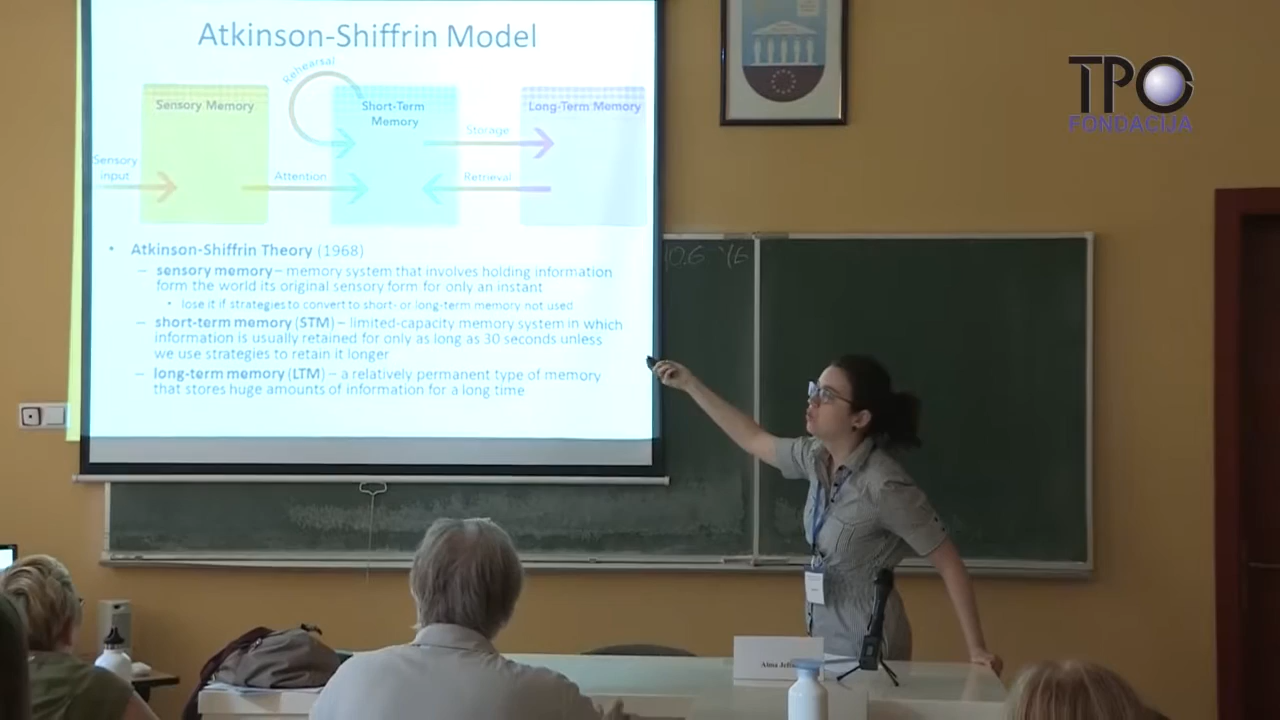 Atkinson-Shiffrin Model
TPO
FONDACIJA
Rehearsal
Sensory Memory
Short-Term
Memory
Long-Term Memory
Storage
Sensory
input
Attention
Retrieval
• Atkinson-Shiffrin Theory (1968)
– sensory memory – memory system that involves holding information
form the world its original sensory form for only an instant
• lose it if strategies to convert to short- or long-term memory not used
– short-term memory (STM) – limited-capacity memory system in which
information is usually retained for only as long as 30 seconds unless
we use strategies to retain it longer
– long-term memory (LTM) – a relatively permanent type of memory
that stores huge amounts of information for a long time
Alma